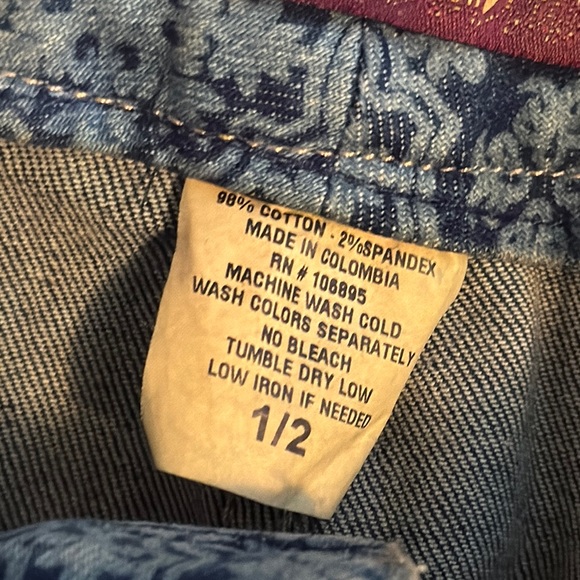 98% COTTON - 2%SPANDEX
MADE IN COLOMBIA
RN # 106895
MACHINE WASH COLD
WASH COLORS SEPARATELY
NO BLEACH
TUMBLE DRY LOW
LOW IRON IF NEEDED
1/2